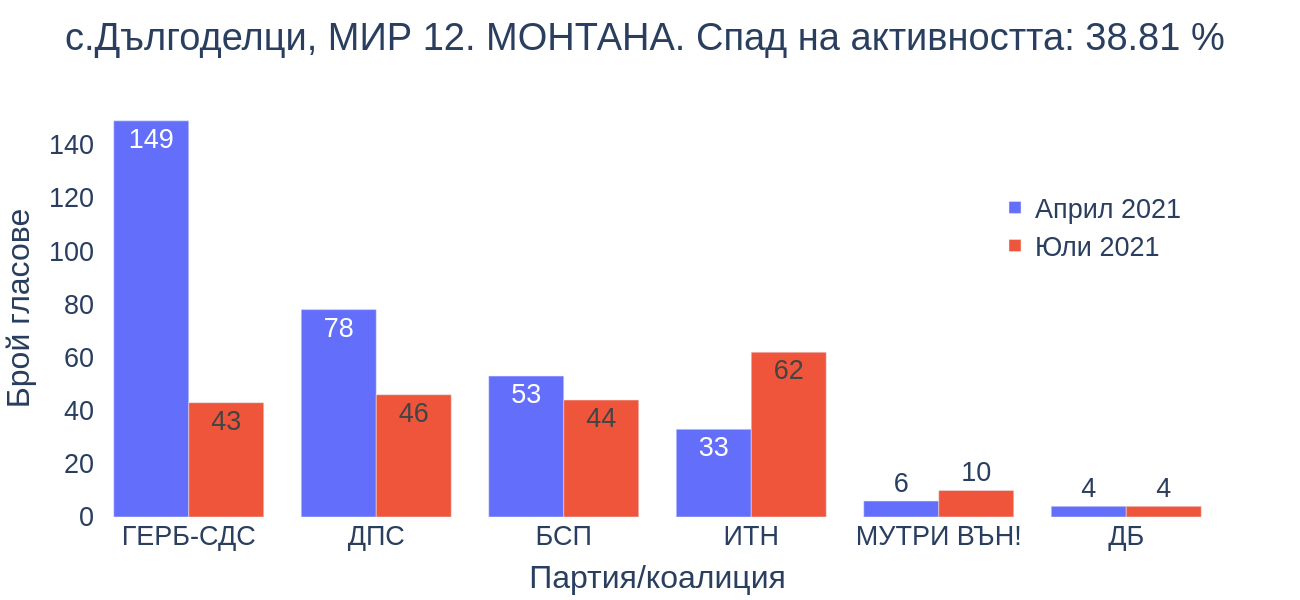 с.Дългоделци, МИР 12. МОНТАНА. Спад на активността: 38.81 %
Брой гласове
140
120
100
80
60
40
20
0
149
43
78
46
53
44
33
62
6
10
4
4
Април 2021
Юли 2021
ГЕРБ-СДС
ДПС
БСП
ИТН
МУТРИ ВЪН!
ДБ
Партия/коалиция